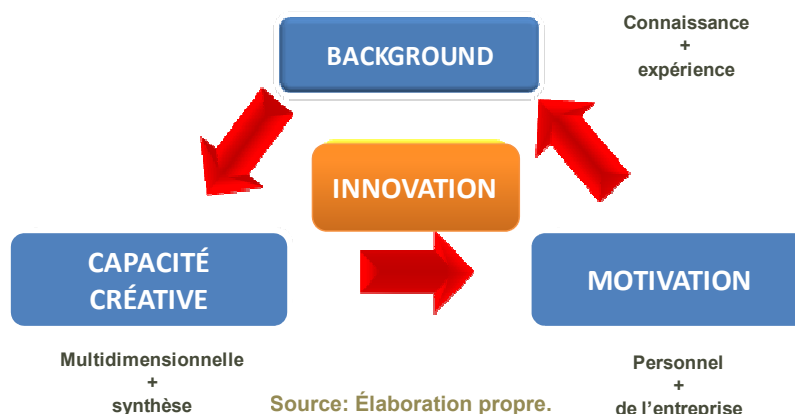 BACKGROUND
Connaissance
+
expérience
INNOVATION
CAPACITÉ
CRÉATIVE
MOTIVATION
Multidimensionnelle
+
synthèse
Personnel
+
de l'entreprise
Source: Élaboration propre.